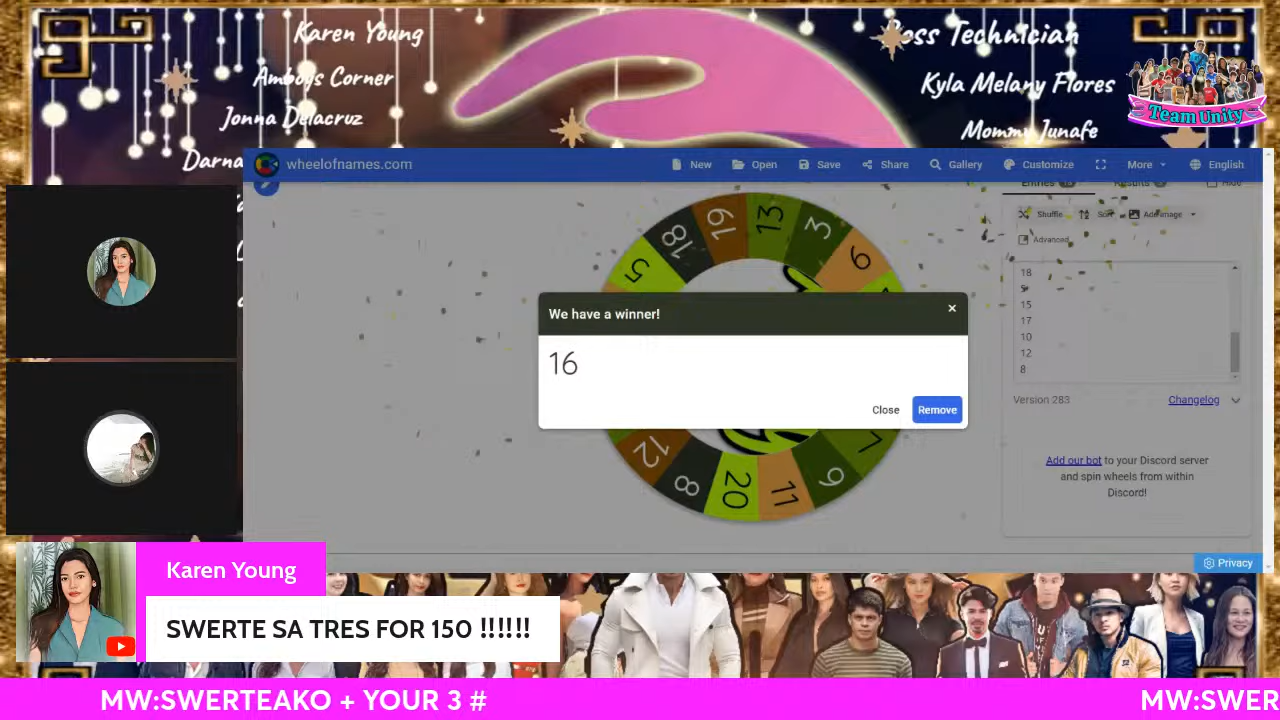 Karen Young
Amboys Corner
Jonna Delacruz
Darna
Boss Technician
Kyla Melany Flores
Mommy Junafe
Team Unity
wheelofnames.com
New
Open
Save
Share
Gallery
Customize
More
English
Entries
Results
Hide
Shuffle
Sort
Add image
Advanced
18
5
15
17
10
12
8
Version 283
Changelog
Add our bot to your Discord server
and spin wheels from within
Discord!
5
18
19
13
3
9
We have a winner!
16
Close
Remove
12
8
20
11
6
7
Privacy
Karen Young
SWERTE SA TRES FOR 150 !!!!!!
MW:SWERTEAKO + YOUR 3 #
MW:SWER